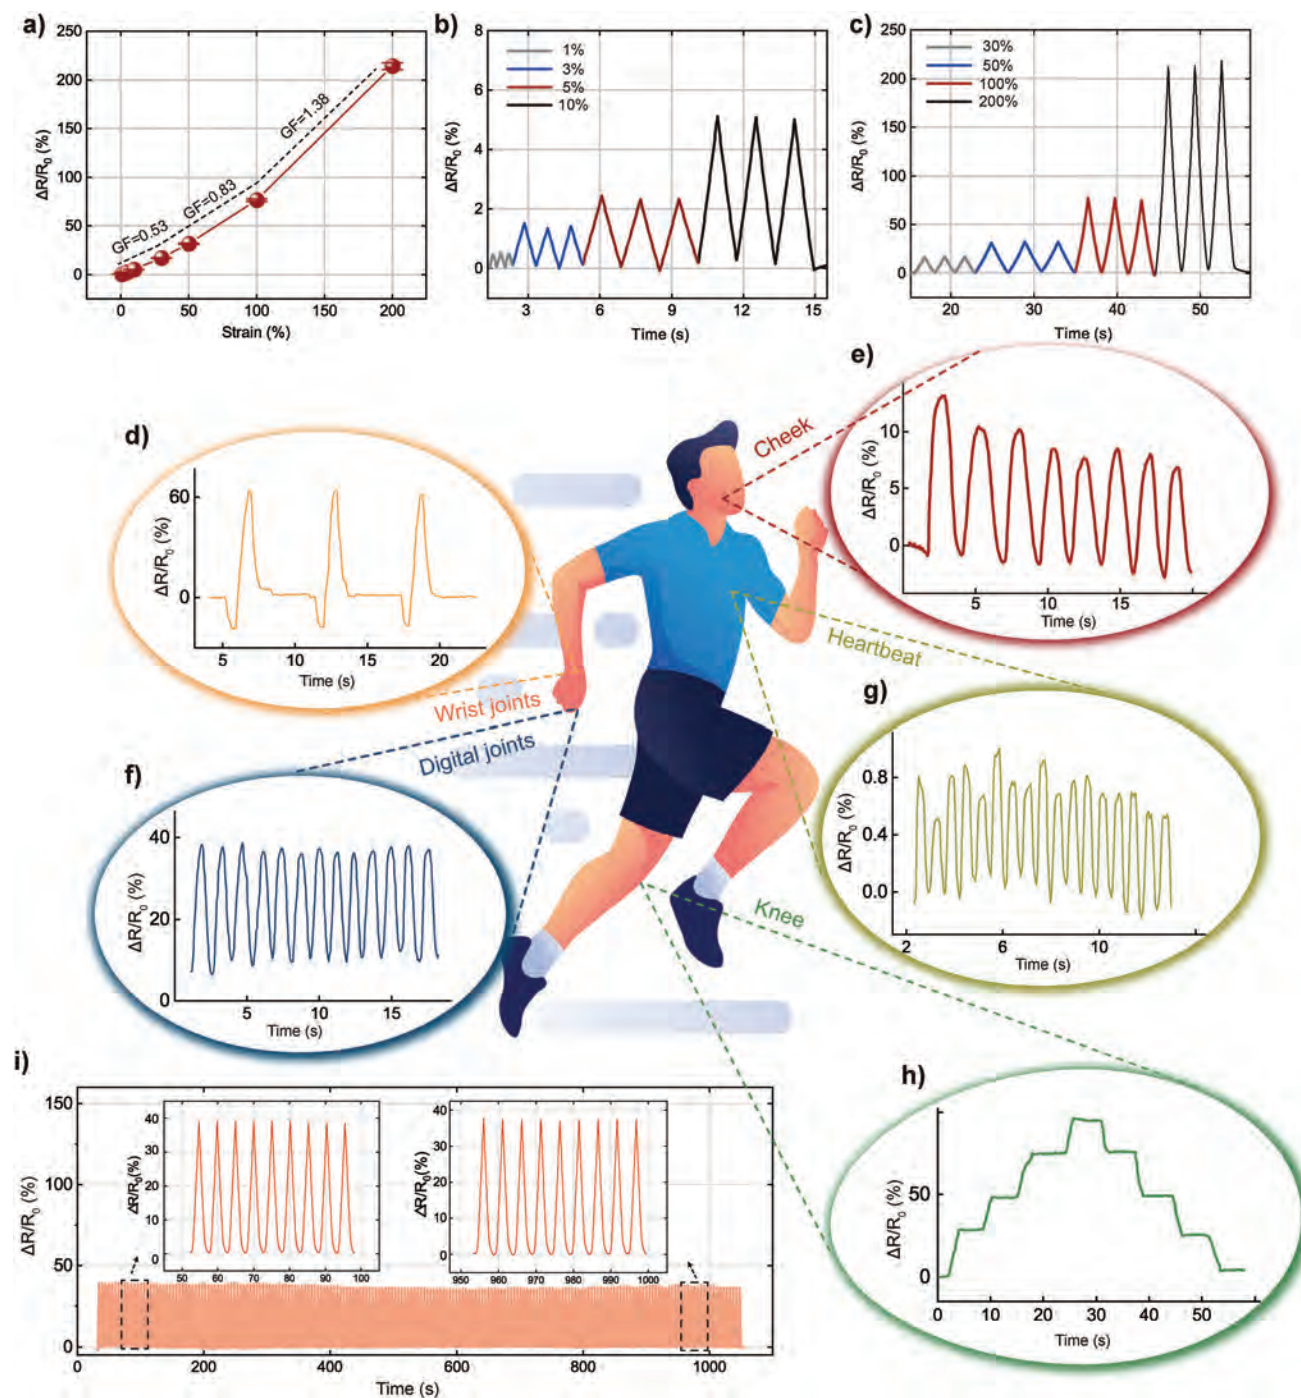 a)
250
200
150
100
50
0
ΔR/R₀ (%)
GF=0.53
GF=0.83
GF=1.38
0 50 100 150 200
Strain (%)
b)
8
6
4
2
0
ΔR/R₀ (%)
1%
3%
5%
10%
3 6 9 12 15
Time (s)
c)
250
200
150
100
50
0
ΔR/R₀ (%)
30%
50%
100%
200%
20 30 40 50
Time (s)
d)
60
0
ΔR/R₀ (%)
5 10 15 20
Time (s)
Cheek
e)
10
5
0
ΔR/R₀ (%)
5 10 15
Time (s)
Heartbeat
Wrist joints
Digital joints
f)
40
20
0
ΔR/R₀ (%)
5 10 15
Time (s)
g)
0.8
0.4
0.0
ΔR/R₀ (%)
2 6 10
Time (s)
Knee
h)
50
0
ΔR/R₀ (%)
0 10 20 30 40 50
Time (s)
i)
150
100
50
0
ΔR/R₀ (%)
40
30
20
10
0
ΔR/R₀(%)
50 60 70 80 90 100
40
30
20
10
0
ΔR/R₀(%)
950 960 970 980 990 1000
0 200 400 600 800 1000
Time (s)